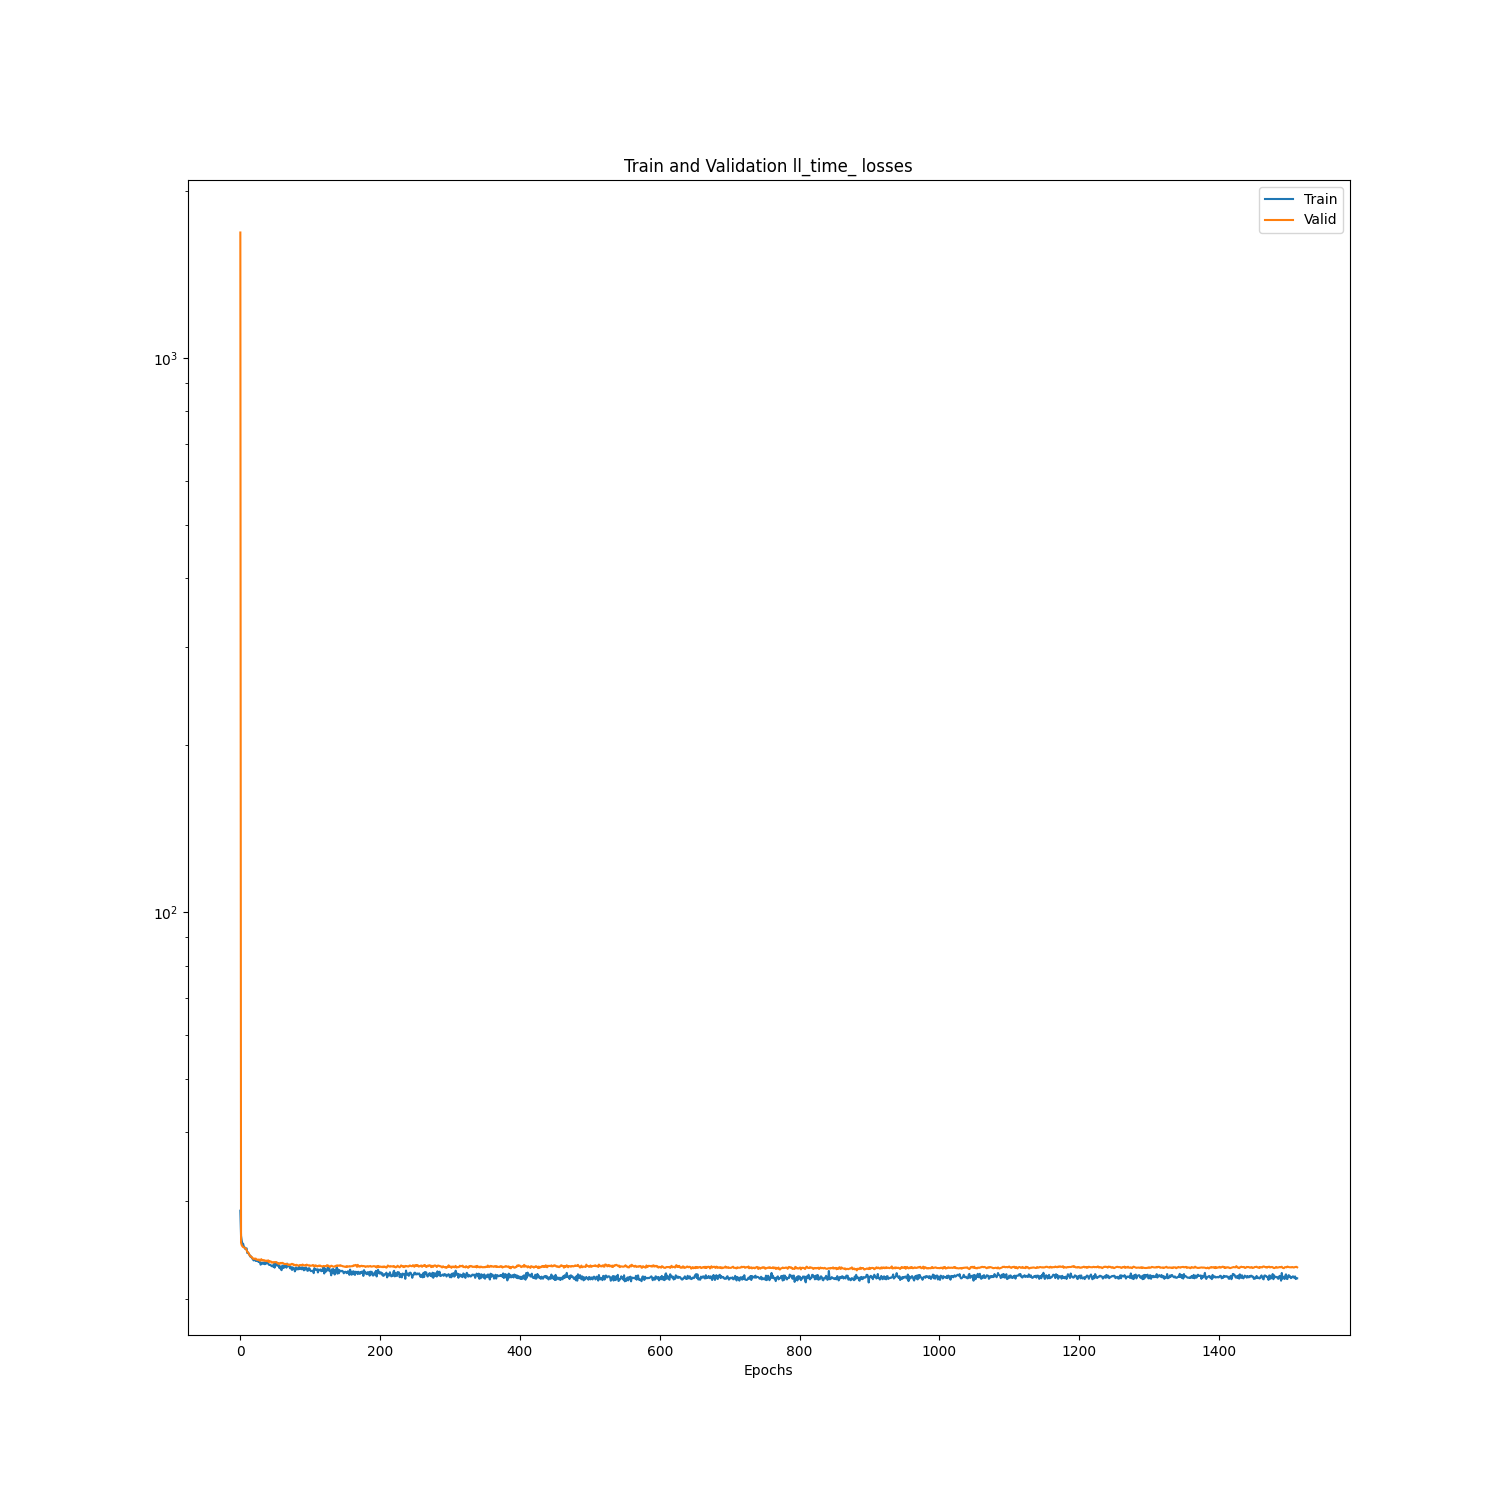 Train and Validation ll_time_ losses
Train
Valid
10³
10²
0 200 400 600 800 1000 1200 1400
Epochs